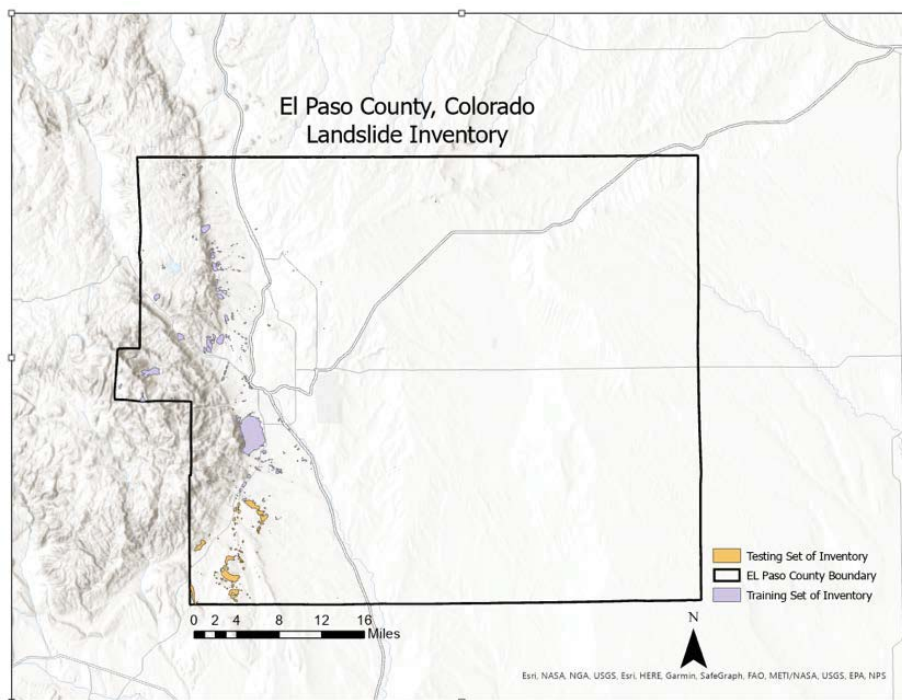 El Paso County, Colorado
Landslide Inventory
Testing Set of Inventory
EL Paso County Boundary
Training Set of Inventory
0 2 4 8 12 16
Miles
N
Esri, NASA, NGA, USGS, Esri, HERE, Garmin, SafeGraph, FAO, METI/NASA, USGS, EPA, NPS